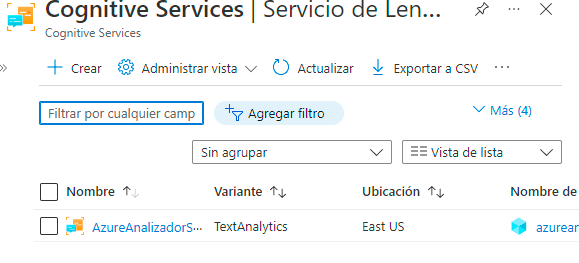 Cognitive Services | Servicio de Len...
Cognitive Services
Crear Administrar vista Actualizar Exportar a CSV
Filtrar por cualquier camp Agregar filtro Más (4)
Sin agrupar Vista de lista
Nombre Variante Ubicación Nombre de
AzureAnalizadorS... TextAnalytics East US azurear